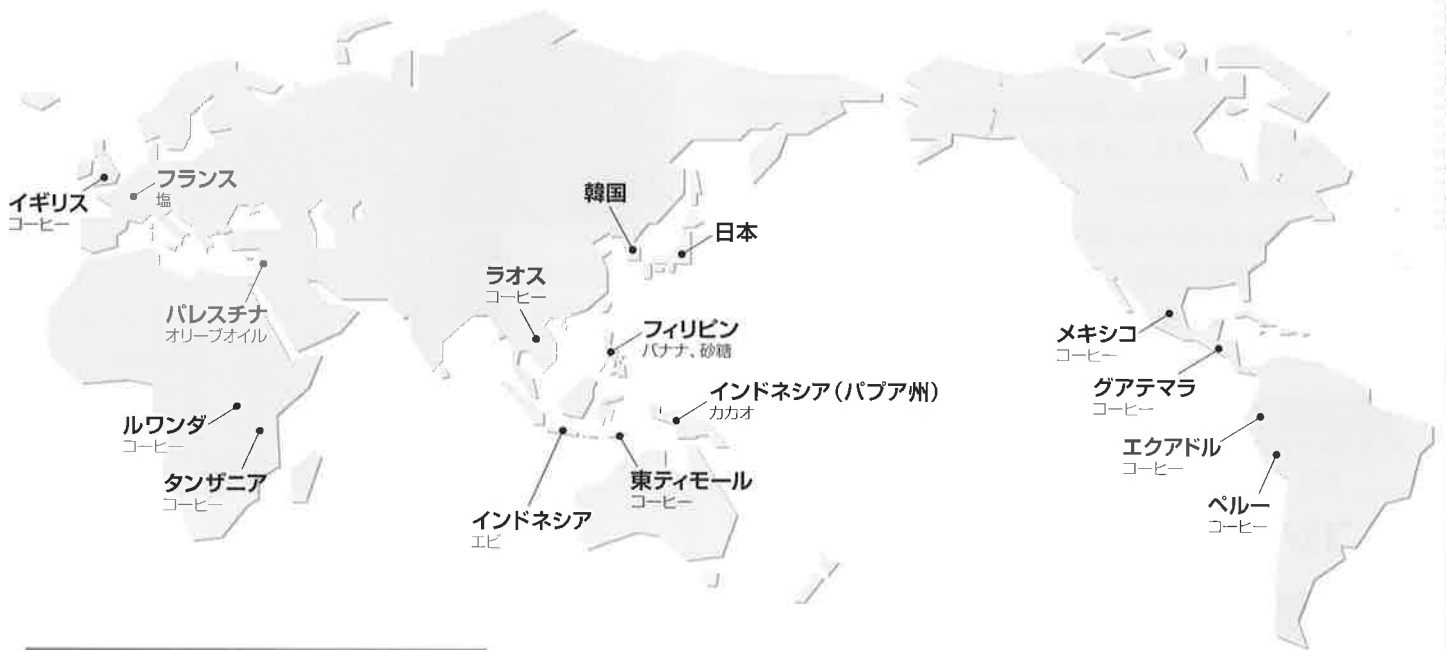 イギリス
コーヒー
フランス
塩
パレスチナ
オリーブオイル
ルワンダ
コーヒー
タンザニア
コーヒー
韓国
日本
ラオス
コーヒー
フィリピン
バナナ、砂糖
インドネシア(パプア州)
カカオ
東ティモール
コーヒー
インドネシア
エビ
メキシコ
コーヒー
グアテマラ
コーヒー
エクアドル
コーヒー
ペルー
コーヒー